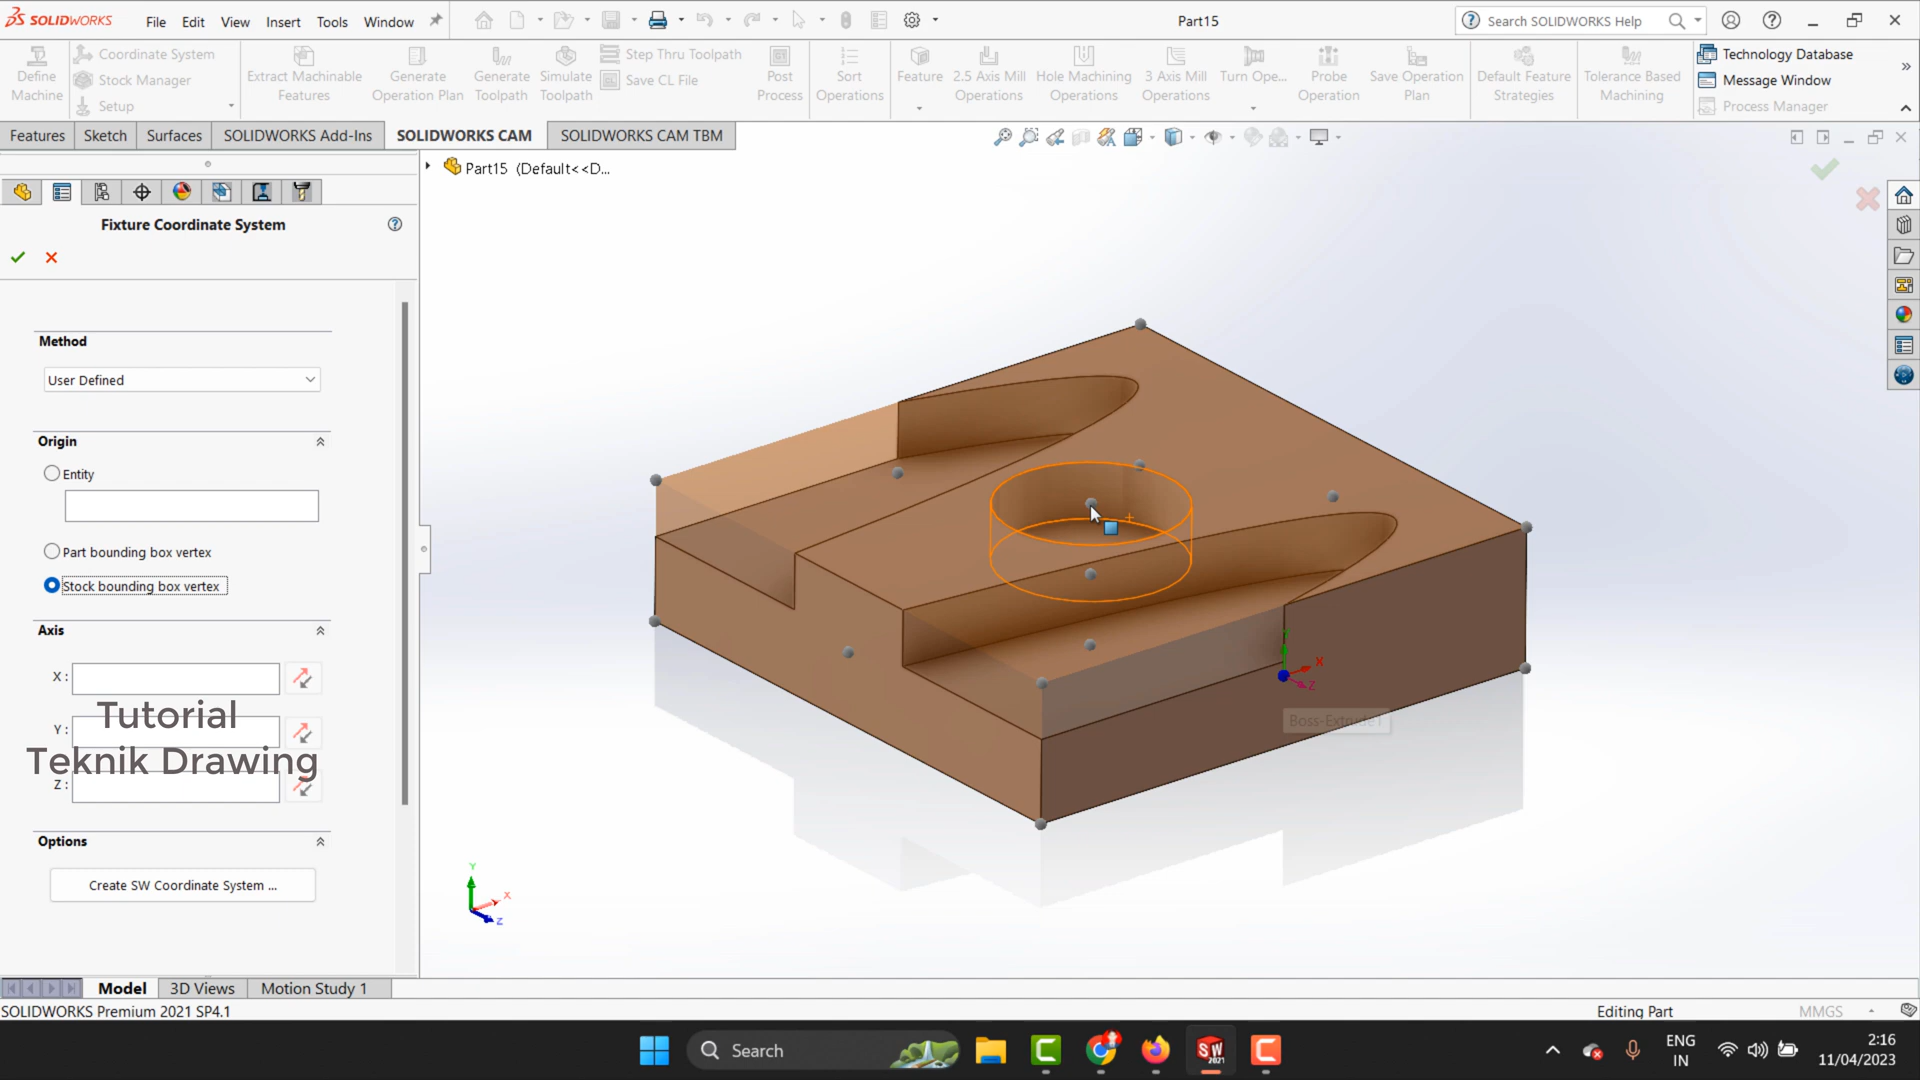 SOLIDWORKS
File Edit View Insert Tools Window
Part15
Search SOLIDWORKS Help
Define Machine
Coordinate System
Stock Manager
Setup
Extract Machinable Features
Generate Operation Plan
Generate Toolpath
Simulate Toolpath
Step Thru Toolpath
Save CL File
Post Process
Sort Operations
Feature
2.5 Axis Mill Operations
Hole Machining Operations
3 Axis Mill Operations
Turn Ope...
Probe Operation
Save Operation Plan
Default Feature Strategies
Tolerance Based Machining
Technology Database
Message Window
Process Manager
Features Sketch Surfaces SOLIDWORKS Add-Ins SOLIDWORKS CAM SOLIDWORKS CAM TBM
Part15 (Default<<D...
Fixture Coordinate System
Method
User Defined
Origin
Entity
Part bounding box vertex
Stock bounding box vertex
Axis
X :
Y :
Z :
Tutorial
Teknik Drawing
Options
Create SW Coordinate System ...
X
Z
Boss-Extrude1
Y
X
Z
Model 3D Views Motion Study 1
SOLIDWORKS Premium 2021 SP4.1
Editing Part
MMGS
Search
SW
2021
ENG
IN
2:16
11/04/2023